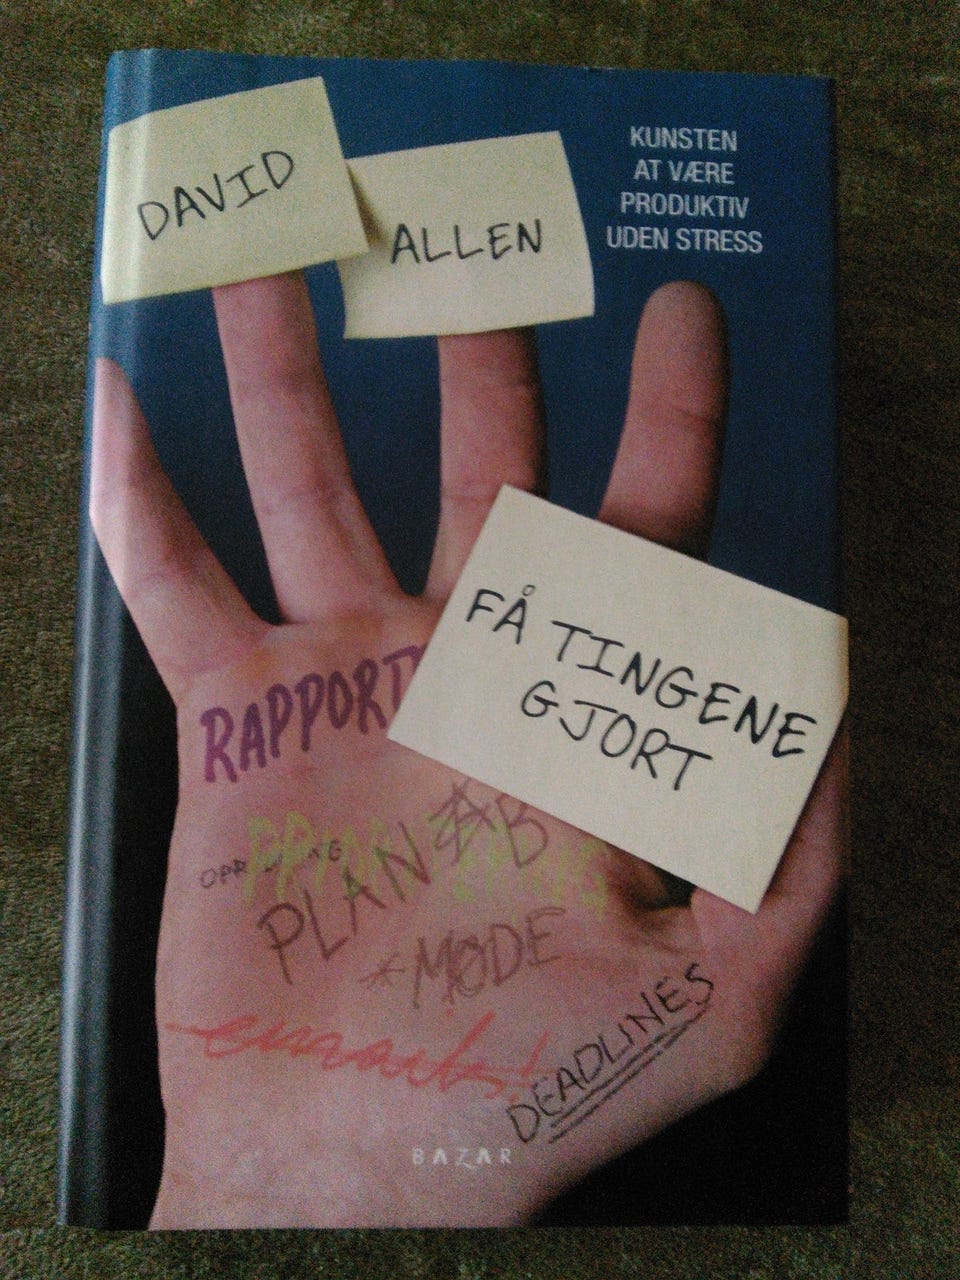 DAVID
ALLEN
KUNSTEN
AT VÆRE
PRODUKTIV
UDEN STRESS
FÅ TINGENE
GJORT
RAPPORT
PLAN A B
*MØDE
DEADLINES
BAZAR